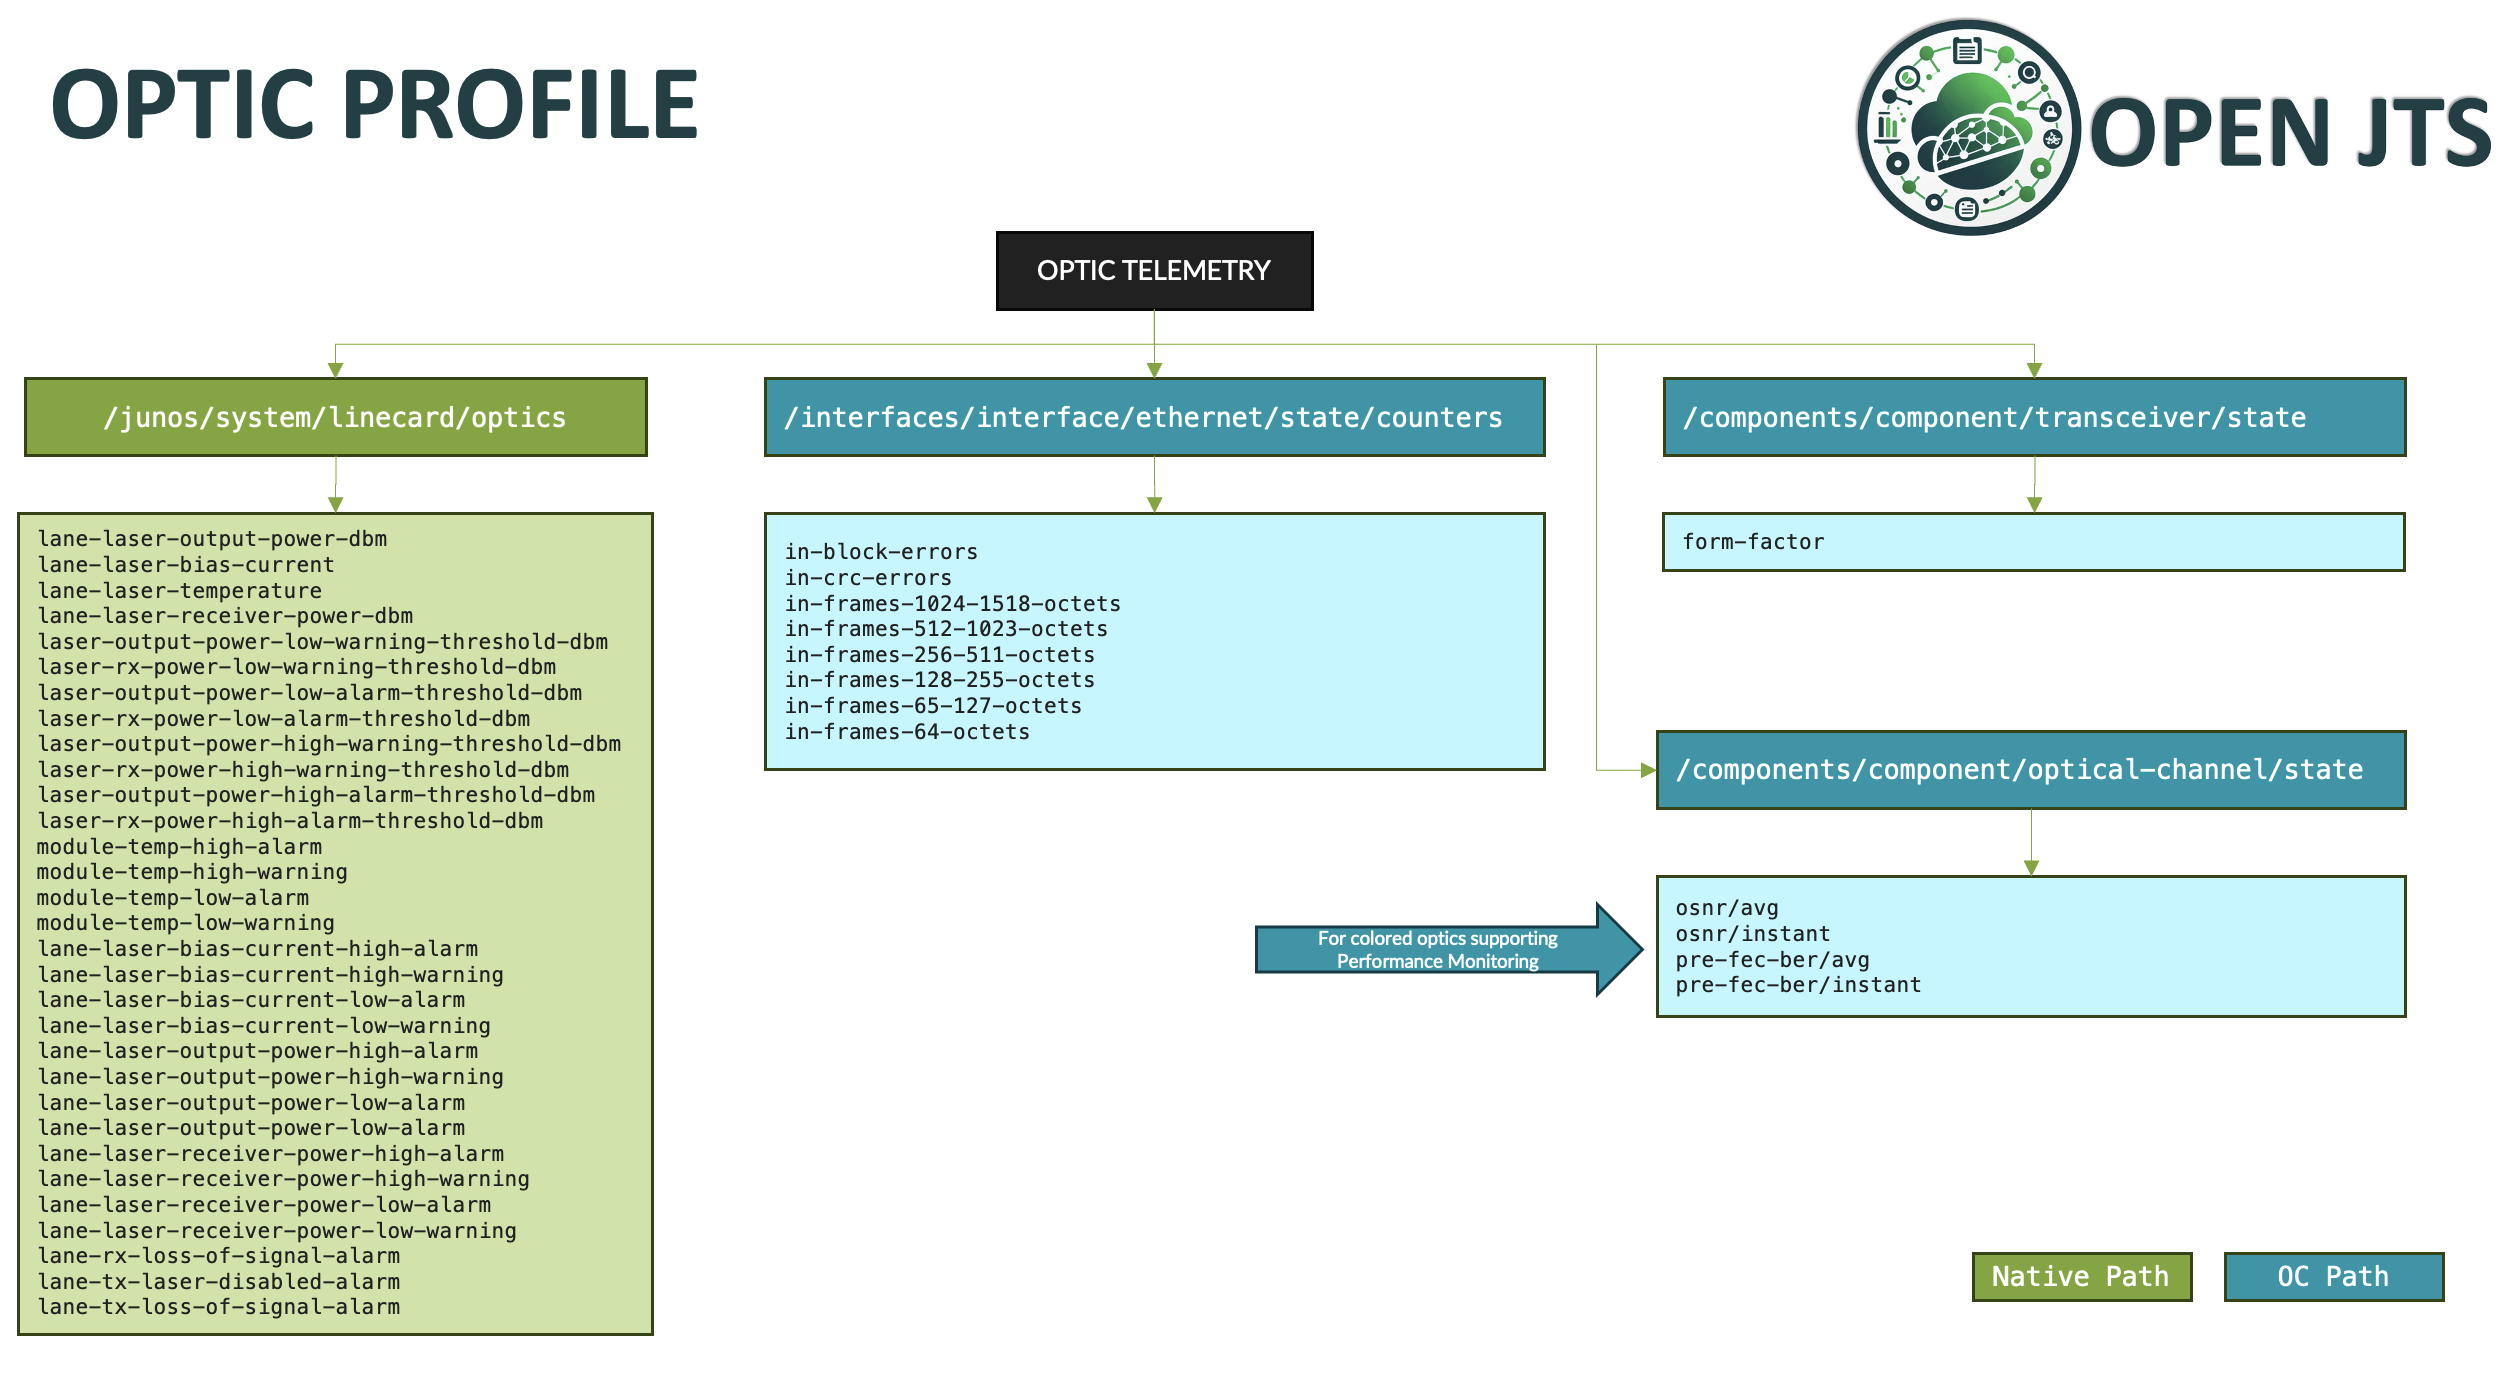 OPTIC PROFILE
OPEN JTS
OPTIC TELEMETRY
/junos/system/linecard/optics
lane-laser-output-power-dbm
lane-laser-bias-current
lane-laser-temperature
lane-laser-receiver-power-dbm
laser-output-power-low-warning-threshold-dbm
laser-rx-power-low-warning-threshold-dbm
laser-output-power-low-alarm-threshold-dbm
laser-rx-power-low-alarm-threshold-dbm
laser-output-power-high-warning-threshold-dbm
laser-rx-power-high-warning-threshold-dbm
laser-output-power-high-alarm-threshold-dbm
laser-rx-power-high-alarm-threshold-dbm
module-temp-high-alarm
module-temp-high-warning
module-temp-low-alarm
module-temp-low-warning
lane-laser-bias-current-high-alarm
lane-laser-bias-current-high-warning
lane-laser-bias-current-low-alarm
lane-laser-bias-current-low-warning
lane-laser-output-power-high-alarm
lane-laser-output-power-high-warning
lane-laser-output-power-low-alarm
lane-laser-output-power-low-alarm
lane-laser-receiver-power-high-alarm
lane-laser-receiver-power-high-warning
lane-laser-receiver-power-low-alarm
lane-laser-receiver-power-low-warning
lane-rx-loss-of-signal-alarm
lane-tx-laser-disabled-alarm
lane-tx-loss-of-signal-alarm
/interfaces/interface/ethernet/state/counters
in-block-errors
in-crc-errors
in-frames-1024-1518-octets
in-frames-512-1023-octets
in-frames-256-511-octets
in-frames-128-255-octets
in-frames-65-127-octets
in-frames-64-octets
/components/component/transceiver/state
form-factor
/components/component/optical-channel/state
For colored optics supporting
Performance Monitoring
osnr/avg
osnr/instant
pre-fec-ber/avg
pre-fec-ber/instant
Native Path
OC Path